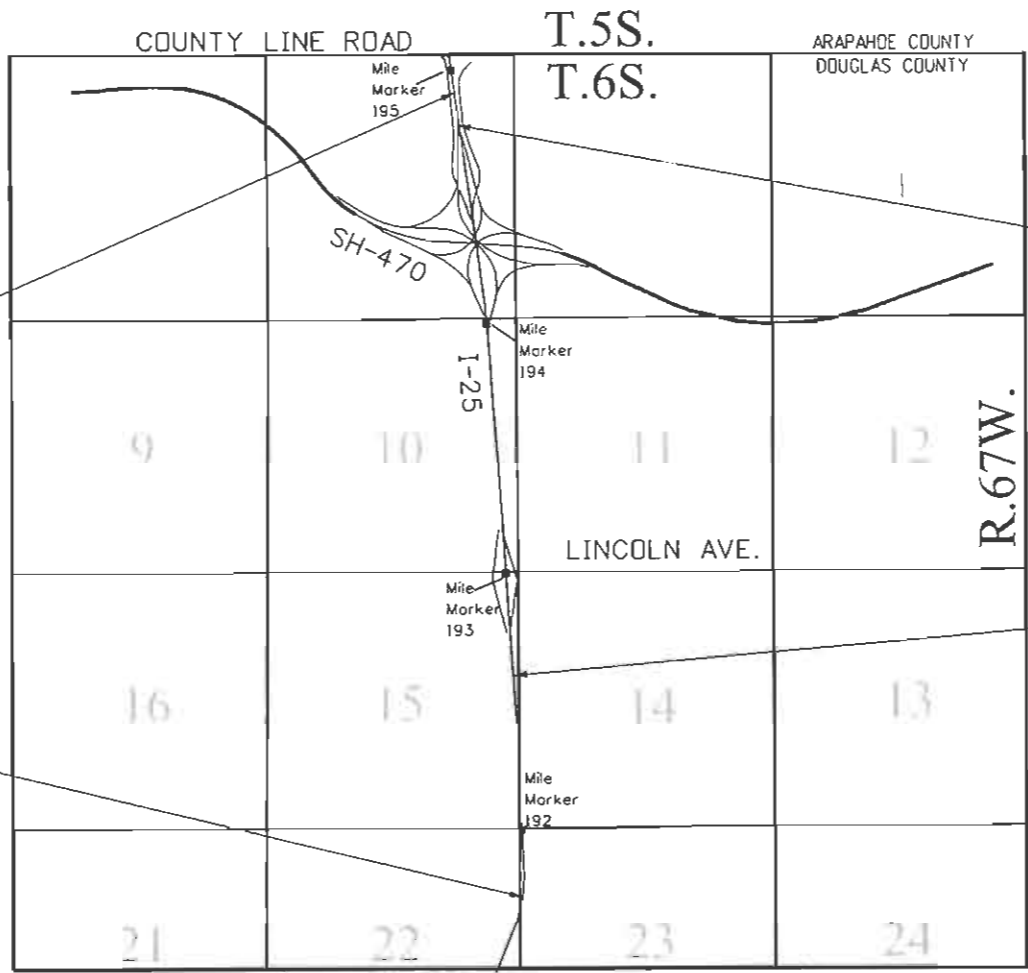 COUNTY LINE ROAD
T.5S.
T.6S.
ARAPAHOE COUNTY
DOUGLAS COUNTY
Mile
Marker
195
SH-470
Mile
Marker
194
I-25
9
10
11
12
R.67W.
LINCOLN AVE.
Mile
Marker
193
16
15
14
13
Mile
Marker
192
21
22
23
24